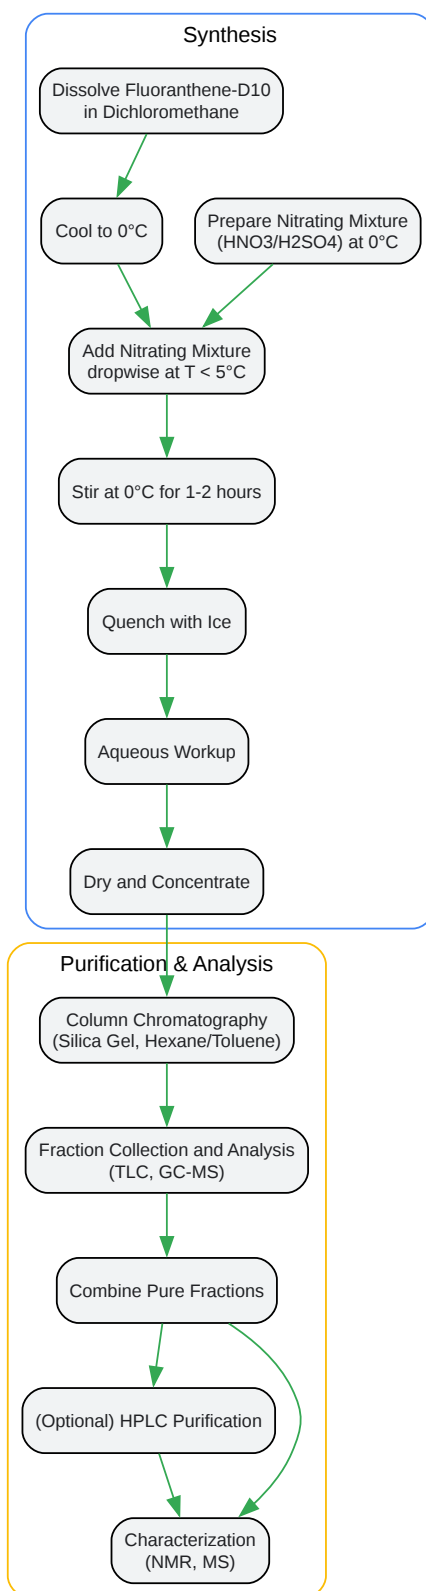 Synthesis
Dissolve Fluoranthene-D10
in Dichloromethane
Cool to 0°C
Prepare Nitrating Mixture
(HNO3/H2SO4) at 0°C
Add Nitrating Mixture
dropwise at T < 5°C
Stir at 0°C for 1-2 hours
Quench with Ice
Aqueous Workup
Dry and Concentrate
Purification & Analysis
Column Chromatography
(Silica Gel, Hexane/Toluene)
Fraction Collection and Analysis
(TLC, GC-MS)
Combine Pure Fractions
(Optional) HPLC Purification
Characterization
(NMR, MS)